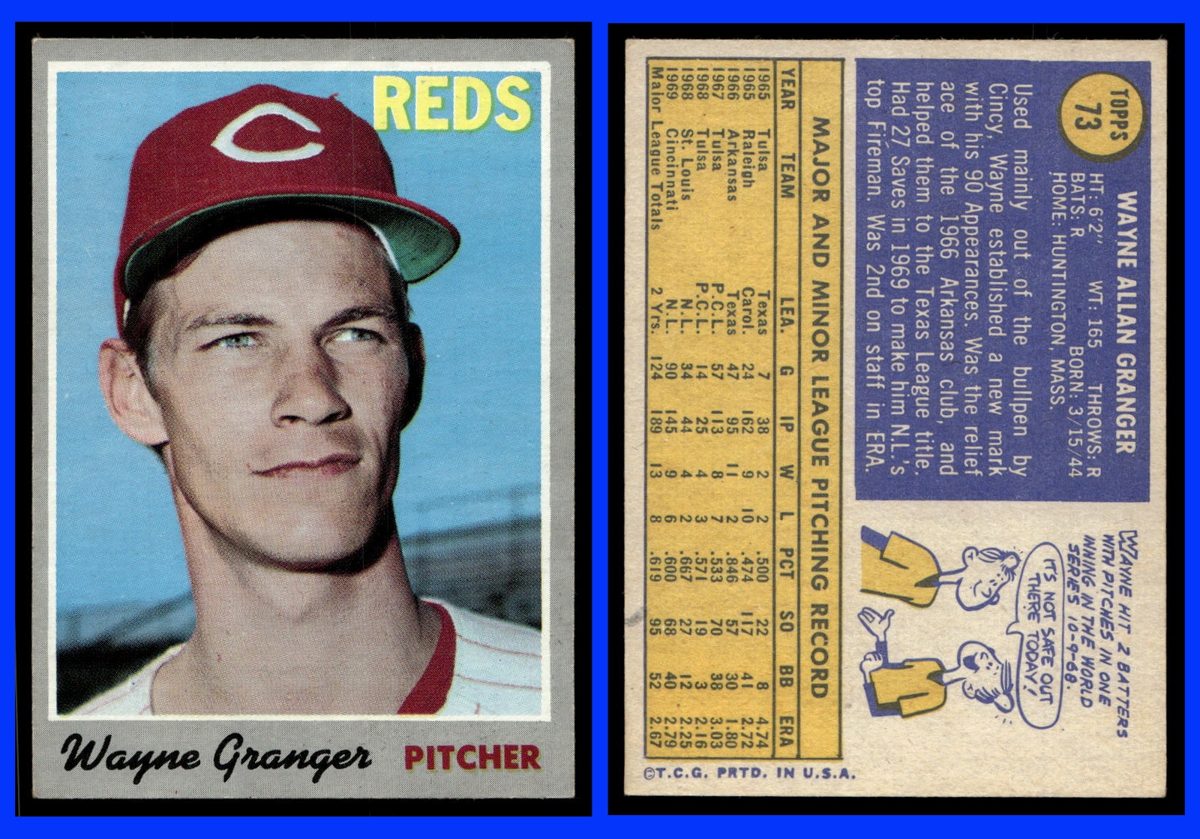 REDS
Wayne Granger PITCHER
TOPPS
73
WAYNE ALLAN GRANGER
HT: 6'2" WT: 165 THROWS: R
BATS: R BORN: 3/15/44
HOME: HUNTINGTON, MASS.
Used mainly out of the bullpen by
Cincy, Wayne established a new mark
with his 90 Appearances. Was the relief
ace of the 1966 Arkansas club, and
helped them to the Texas League title.
Had 27 Saves in 1969 to make him N.L.'s
top Fireman. Was 2nd on staff in ERA.
WAYNE HIT 2 BATTERS
WITH PITCHES IN ONE
INNING IN THE WORLD
SERIES 10-9-68.
IT'S NOT SAFE OUT
THERE TODAY!
MAJOR AND MINOR LEAGUE PITCHING RECORD
YEAR TEAM LEA. G IP W L PCT SO BB ERA
1965 Tulsa Texas 7 38 2 2 .500 22 8 4.74
1965 Raleigh Carol. 24 162 9 10 .474 117 41 2.72
1966 Arkansas Texas 47 95 11 2 .846 57 30 1.80
1967 Tulsa P.C.L. 57 113 8 7 .533 70 38 3.03
1968 Tulsa P.C.L. 14 25 4 3 .571 19 3 2.16
1968 St. Louis N.L. 34 44 4 2 .667 27 12 2.25
1969 Cincinnati N.L. 90 145 9 6 .600 68 40 2.79
Major League Totals 2 Yrs. 124 189 13 8 .619 95 52 2.67
©T.C.G. PRTD. IN U.S.A.